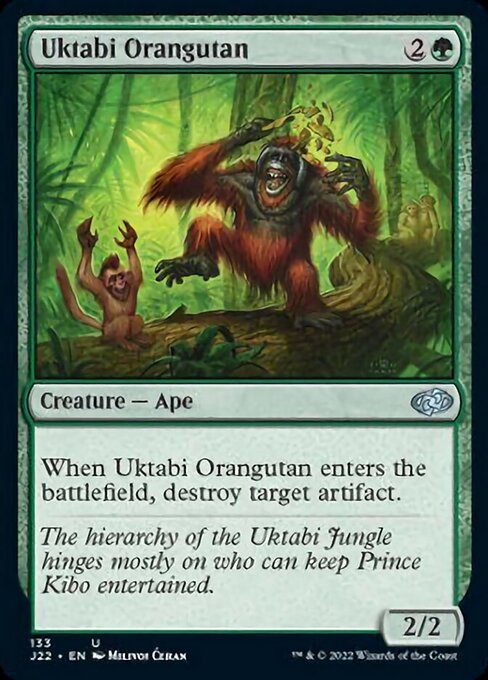 Uktabi Orangutan 2
Creature — Ape
When Uktabi Orangutan enters the
battlefield, destroy target artifact.
The hierarchy of the Uktabi Jungle
hinges mostly on who can keep Prince
Kibo entertained.
2/2
133 U
J22 • EN Milivoj Ćeran
™ & © 2022 Wizards of the Coast